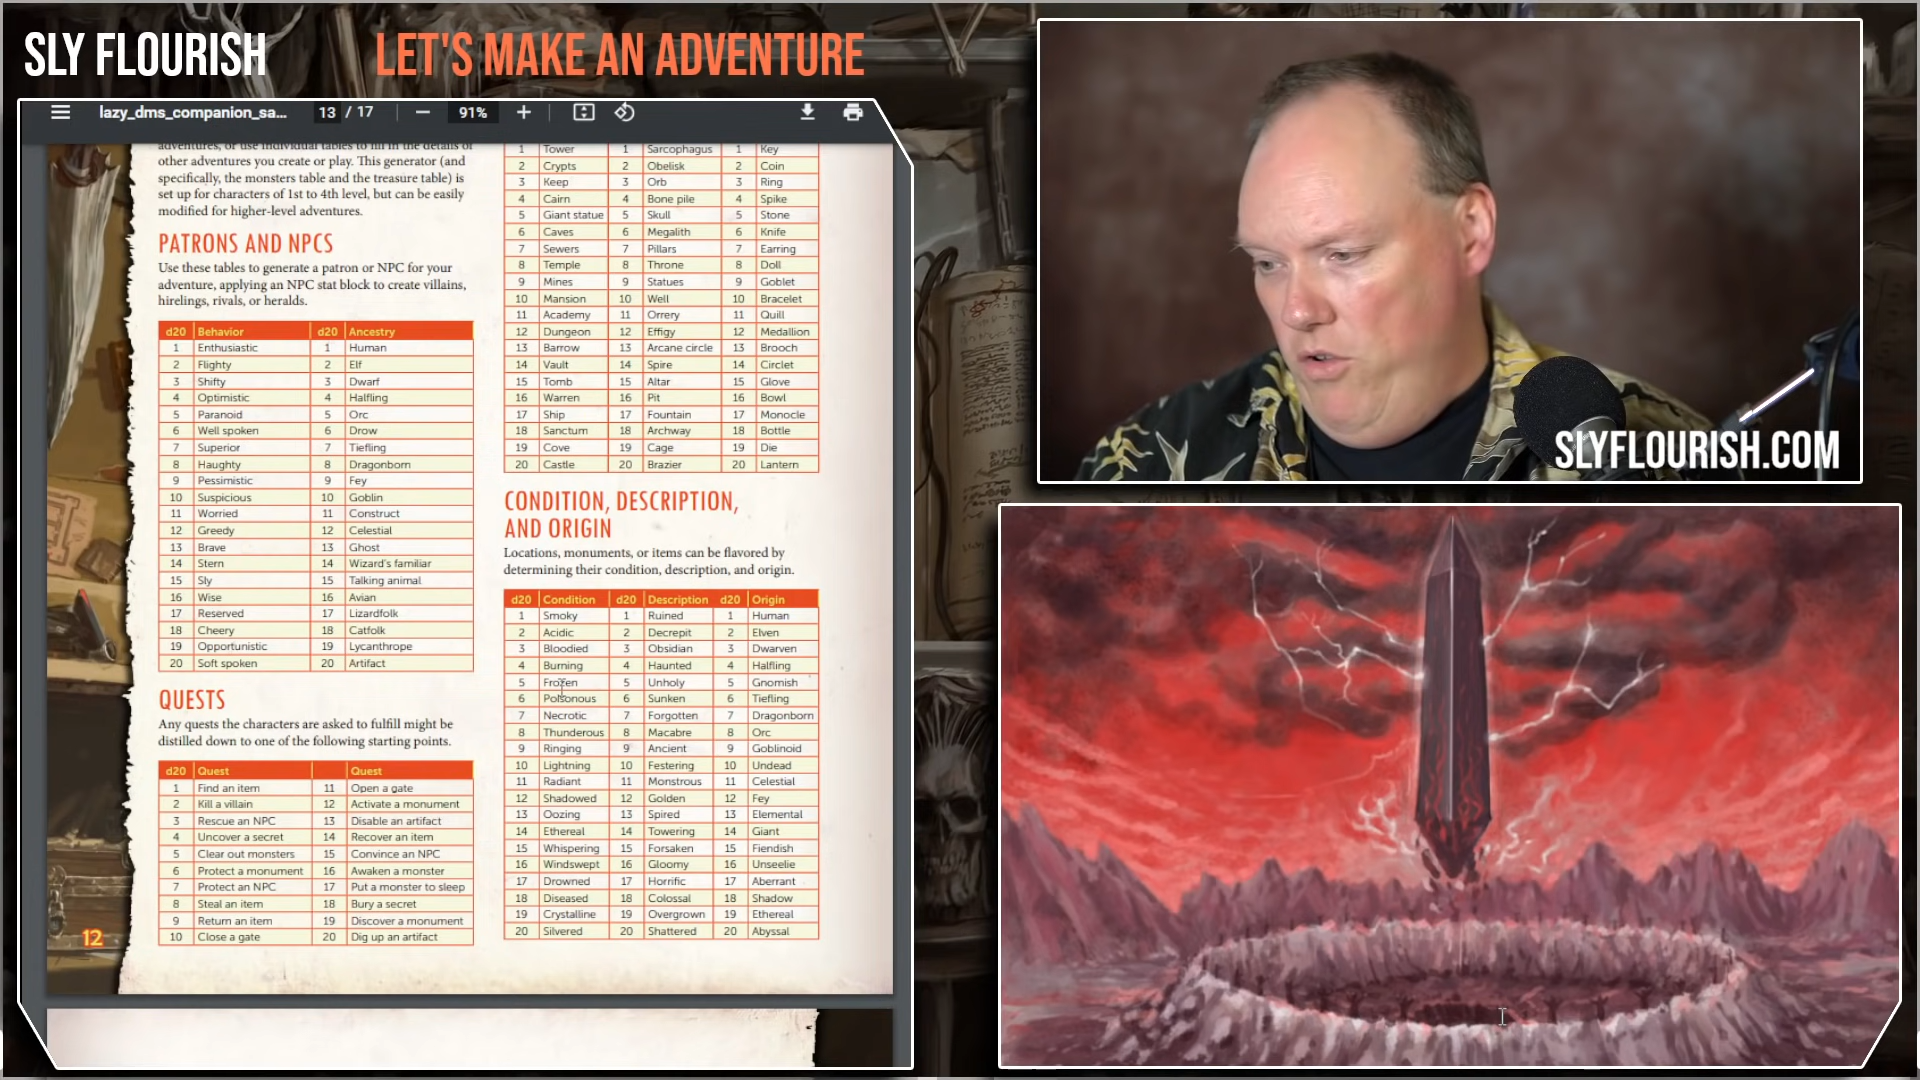 SLY FLOURISH
LET'S MAKE AN ADVENTURE
lazy_dms_companion_sa... 13 / 17 91%
adventures, or use individual tables to fill in the details of
other adventures you create or play. This generator (and
specifically, the monsters table and the treasure table) is
set up for characters of 1st to 4th level, but can be easily
modified for higher-level adventures.
PATRONS AND NPCS
Use these tables to generate a patron or NPC for your
adventure, applying an NPC stat block to create villains,
hirelings, rivals, or heralds.
d20 Behavior d20 Ancestry
1 Enthusiastic 1 Human
2 Flighty 2 Elf
3 Shifty 3 Dwarf
4 Optimistic 4 Halfling
5 Paranoid 5 Orc
6 Well spoken 6 Drow
7 Superior 7 Tiefling
8 Haughty 8 Dragonborn
9 Pessimistic 9 Fey
10 Suspicious 10 Goblin
11 Worried 11 Construct
12 Greedy 12 Celestial
13 Brave 13 Ghost
14 Stern 14 Wizard's familiar
15 Sly 15 Talking animal
16 Wise 16 Avian
17 Reserved 17 Lizardfolk
18 Cheery 18 Catfolk
19 Opportunistic 19 Lycanthrope
20 Soft spoken 20 Artifact
QUESTS
Any quests the characters are asked to fulfill might be
distilled down to one of the following starting points.
d20 Quest Quest
1 Find an item 11 Open a gate
2 Kill a villain 12 Activate a monument
3 Rescue an NPC 13 Disable an artifact
4 Uncover a secret 14 Recover an item
5 Clear out monsters 15 Convince an NPC
6 Protect a monument 16 Awaken a monster
7 Protect an NPC 17 Put a monster to sleep
8 Steal an item 18 Bury a secret
9 Return an item 19 Discover a monument
10 Close a gate 20 Dig up an artifact
12
1 Tower 1 Sarcophagus 1 Key
2 Crypts 2 Obelisk 2 Coin
3 Keep 3 Orb 3 Ring
4 Cairn 4 Bone pile 4 Spike
5 Giant statue 5 Skull 5 Stone
6 Caves 6 Megalith 6 Knife
7 Sewers 7 Pillars 7 Earring
8 Temple 8 Throne 8 Doll
9 Mines 9 Statues 9 Goblet
10 Mansion 10 Well 10 Bracelet
11 Academy 11 Orrery 11 Quill
12 Dungeon 12 Effigy 12 Medallion
13 Barrow 13 Arcane circle 13 Brooch
14 Vault 14 Spire 14 Circlet
15 Tomb 15 Altar 15 Glove
16 Warren 16 Pit 16 Bowl
17 Ship 17 Fountain 17 Monocle
18 Sanctum 18 Archway 18 Bottle
19 Cove 19 Cage 19 Die
20 Castle 20 Brazier 20 Lantern
CONDITION, DESCRIPTION,
AND ORIGIN
Locations, monuments, or items can be flavored by
determining their condition, description, and origin.
d20 Condition d20 Description d20 Origin
1 Smoky 1 Ruined 1 Human
2 Acidic 2 Decrepit 2 Elven
3 Bloodied 3 Obsidian 3 Dwarven
4 Burning 4 Haunted 4 Halfling
5 Frozen 5 Unholy 5 Gnomish
6 Poisonous 6 Sunken 6 Tiefling
7 Necrotic 7 Forgotten 7 Dragonborn
8 Thunderous 8 Macabre 8 Orc
9 Ringing 9 Ancient 9 Goblinoid
10 Lightning 10 Festering 10 Undead
11 Radiant 11 Monstrous 11 Celestial
12 Shadowed 12 Golden 12 Fey
13 Oozing 13 Spired 13 Elemental
14 Ethereal 14 Towering 14 Giant
15 Whispering 15 Forsaken 15 Fiendish
16 Windswept 16 Gloomy 16 Unseelie
17 Drowned 17 Horrific 17 Aberrant
18 Diseased 18 Colossal 18 Shadow
19 Crystalline 19 Overgrown 19 Ethereal
20 Silvered 20 Shattered 20 Abyssal
SLYFLOURISH.COM